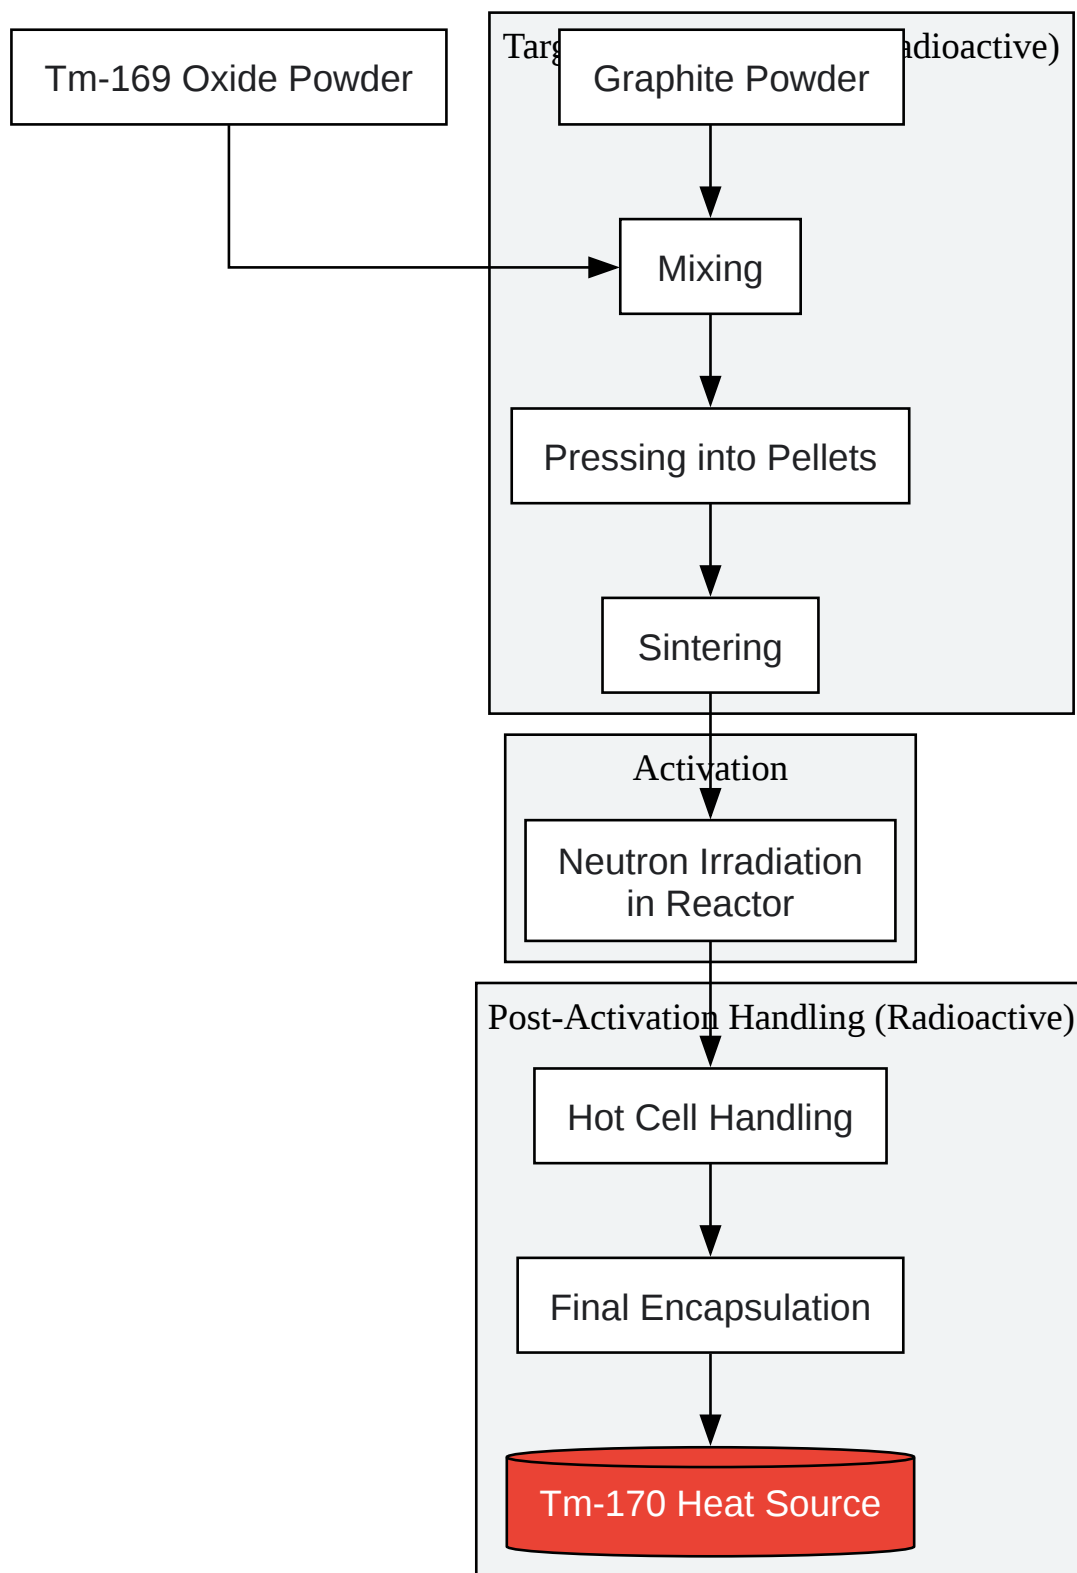 Tm-169 Oxide Powder
Targ
adioactive)
Graphite Powder
Mixing
Pressing into Pellets
Sintering
Activation
Neutron Irradiation
in Reactor
Post-Activation Handling (Radioactive)
Hot Cell Handling
Final Encapsulation
Tm-170 Heat Source